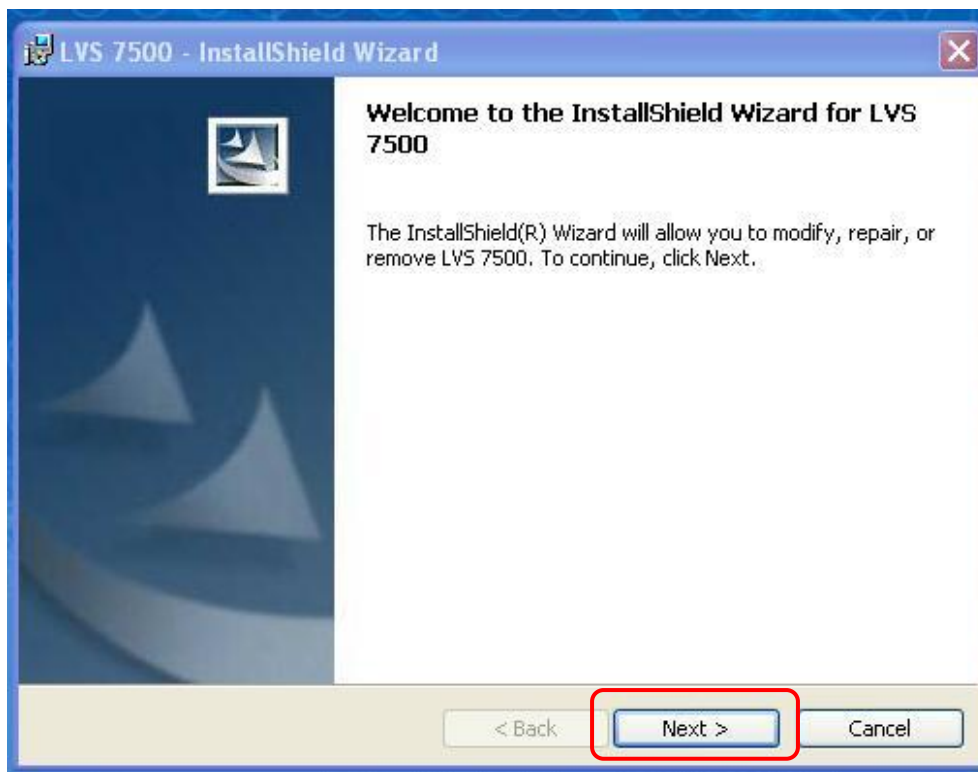 LVS 7500 - InstallShield Wizard
Welcome to the InstallShield Wizard for LVS
7500
The InstallShield(R) Wizard will allow you to modify, repair, or
remove LVS 7500. To continue, click Next.
< Back
Next >
Cancel